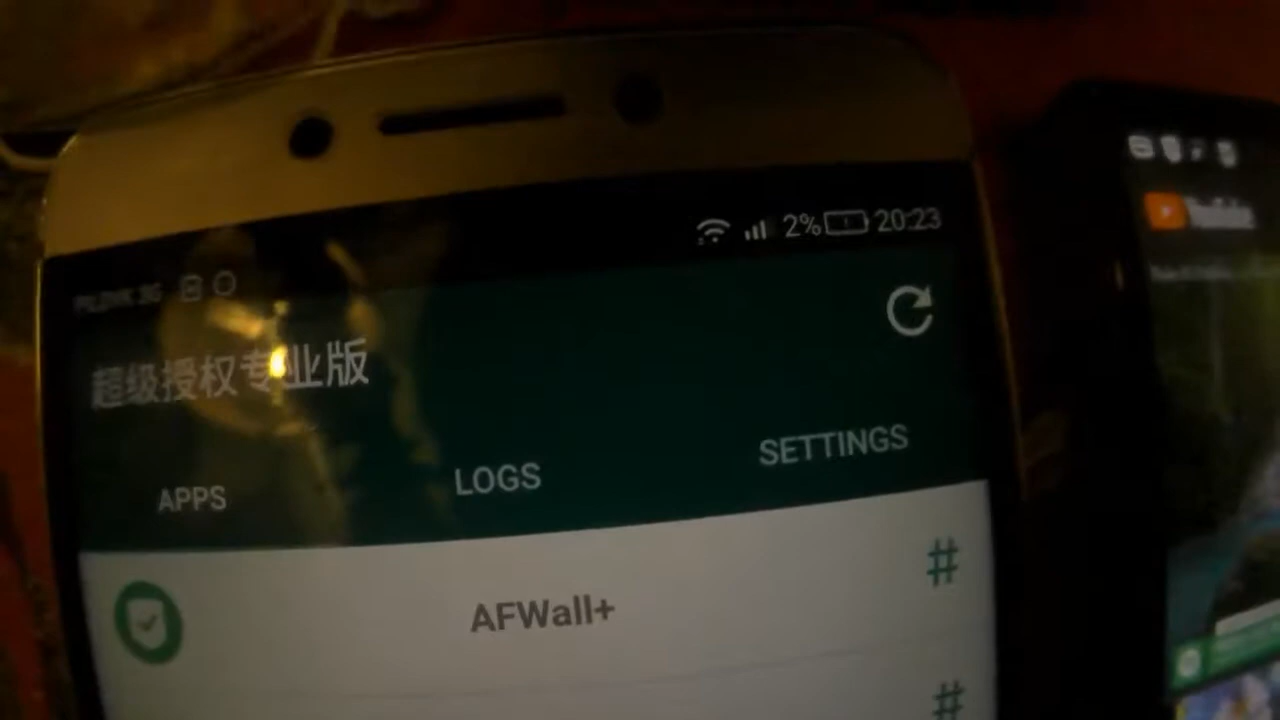 2% 20:23
超级授权专业版
APPS LOGS SETTINGS
AFWall+ #
#
YouTube